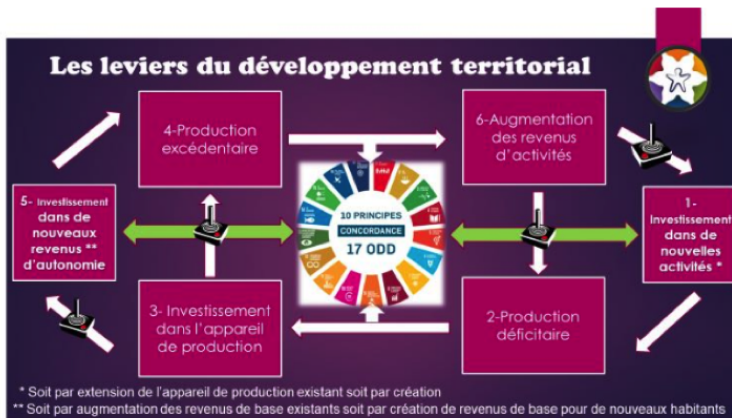 Les leviers du développement territorial
4-Production
excédentaire
6-Augmentation
des revenus
d'activités
5- Investissement
dans de
nouveaux
revenus **
d'autonomie
10 PRINCIPES
CONCORDANCE
17 ODD
1-
Investissement
dans de
nouvelles
activités *
3- Investissement
dans l'appareil
de production
2-Production
déficitaire
* Soit par extension de l'appareil de production existant soit par création
** Soit par augmentation des revenus de base existants soit par création de revenus de base pour de nouveaux habitants